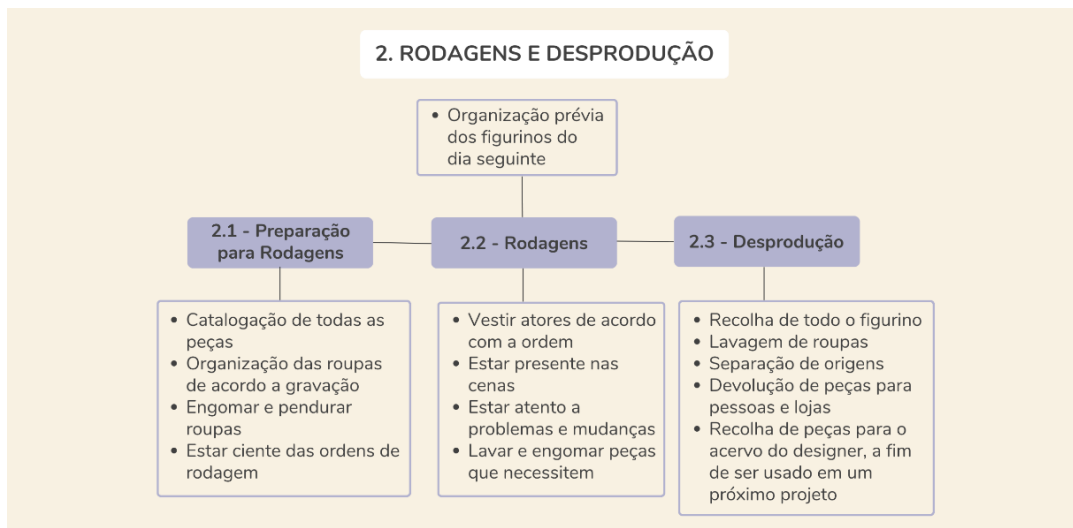 2. RODAGENS E DESPRODUÇÃO
• Organização prévia
dos figurinos do
dia seguinte
2.1 - Preparação
para Rodagens
2.2 - Rodagens
2.3 - Desprodução
• Catalogação de todas as
peças
• Organização das roupas
de acordo a gravação
• Engomar e pendurar
roupas
• Estar ciente das ordens de
rodagem
• Vestir atores de acordo
com a ordem
• Estar presente nas
cenas
• Estar atento a
problemas e mudanças
• Lavar e engomar peças
que necessitem
• Recolha de todo o figurino
• Lavagem de roupas
• Separação de origens
• Devolução de peças para
pessoas e lojas
• Recolha de peças para o
acervo do designer, a fim
de ser usado em um
próximo projeto